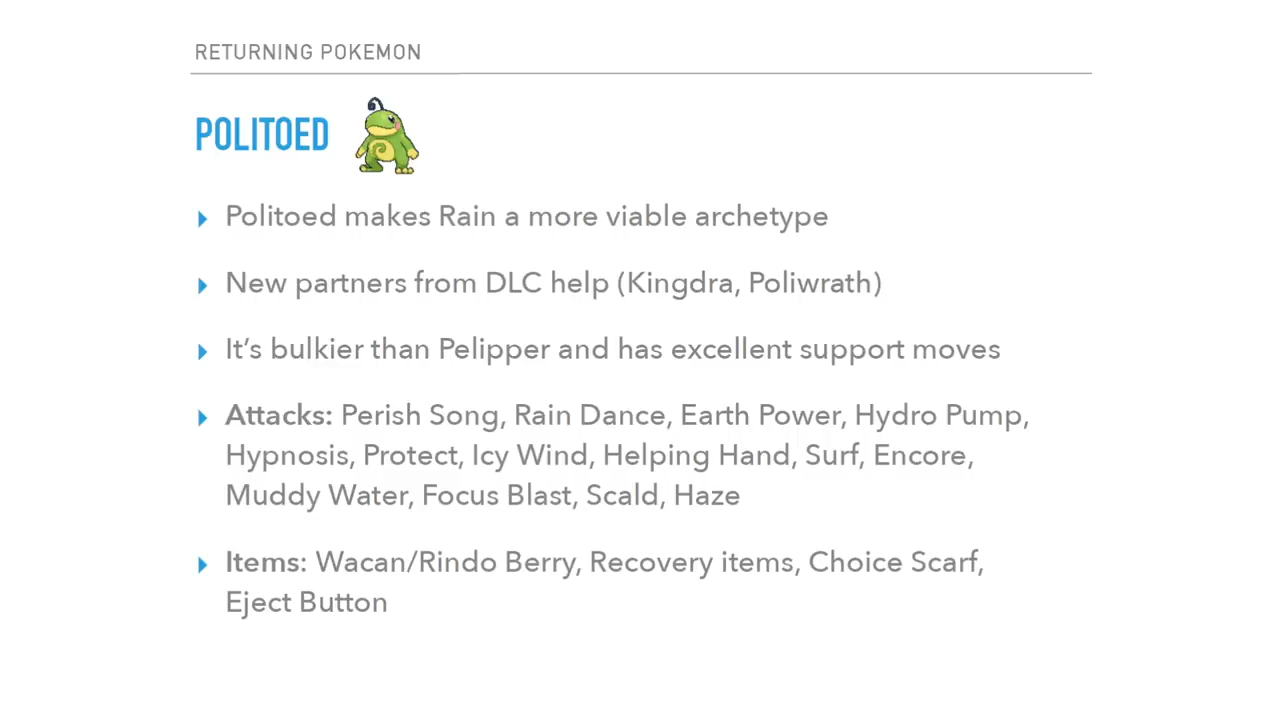 RETURNING POKEMON
POLITOED
Politoed makes Rain a more viable archetype
New partners from DLC help (Kingdra, Poliwrath)
It’s bulkier than Pelipper and has excellent support moves
Attacks: Perish Song, Rain Dance, Earth Power, Hydro Pump,
Hypnosis, Protect, Icy Wind, Helping Hand, Surf, Encore,
Muddy Water, Focus Blast, Scald, Haze
Items: Wacan/Rindo Berry, Recovery items, Choice Scarf,
Eject Button